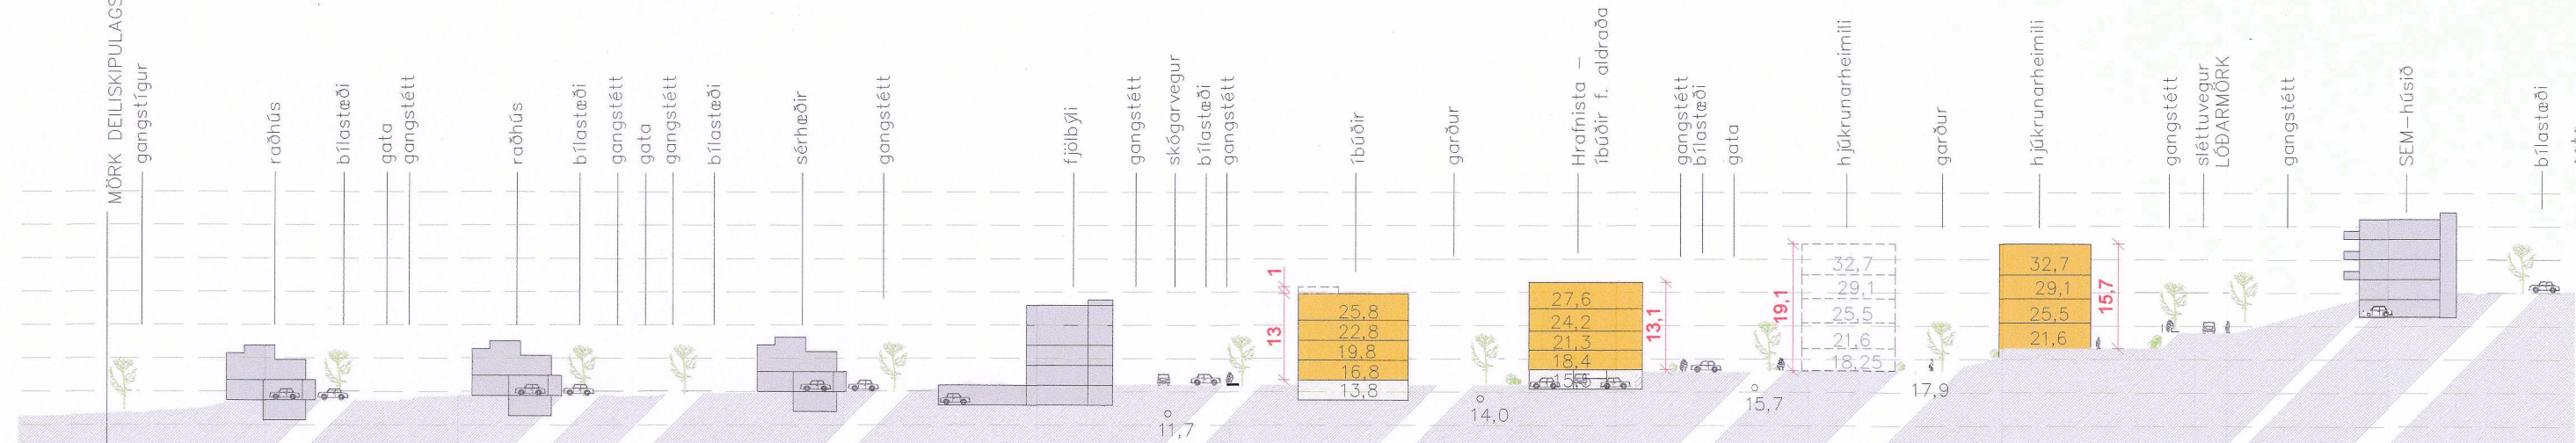 MÖRK DEILISKIPULAGS
gangstígur
raðhús
bílastæði
gata
gangstétt
raðhús
bílastæði
gangstétt
gata
gangstétt
bílastæði
sérhæðir
gangstétt
fjölbýli
gangstétt
skógarvegur
bílastæði
gangstétt
íbúðir
garður
Hrafnista –
íbúðir f. aldraða
gangstétt
bílastæði
gata
hjúkrunarheimili
garður
hjúkrunarheimili
gangstétt
sléttuvegur
LÓÐARMÖRK
gangstétt
SEM-húsið
bílastæði
1
13
25,8
22,8
19,8
16,8
13,8
27,6
24,2
21,3
18,4
13,1
19,1
32,7
29,1
25,5
21,6
18,25
32,7
29,1
25,5
21,6
15,7
11,7
14,0
15,7
17,9